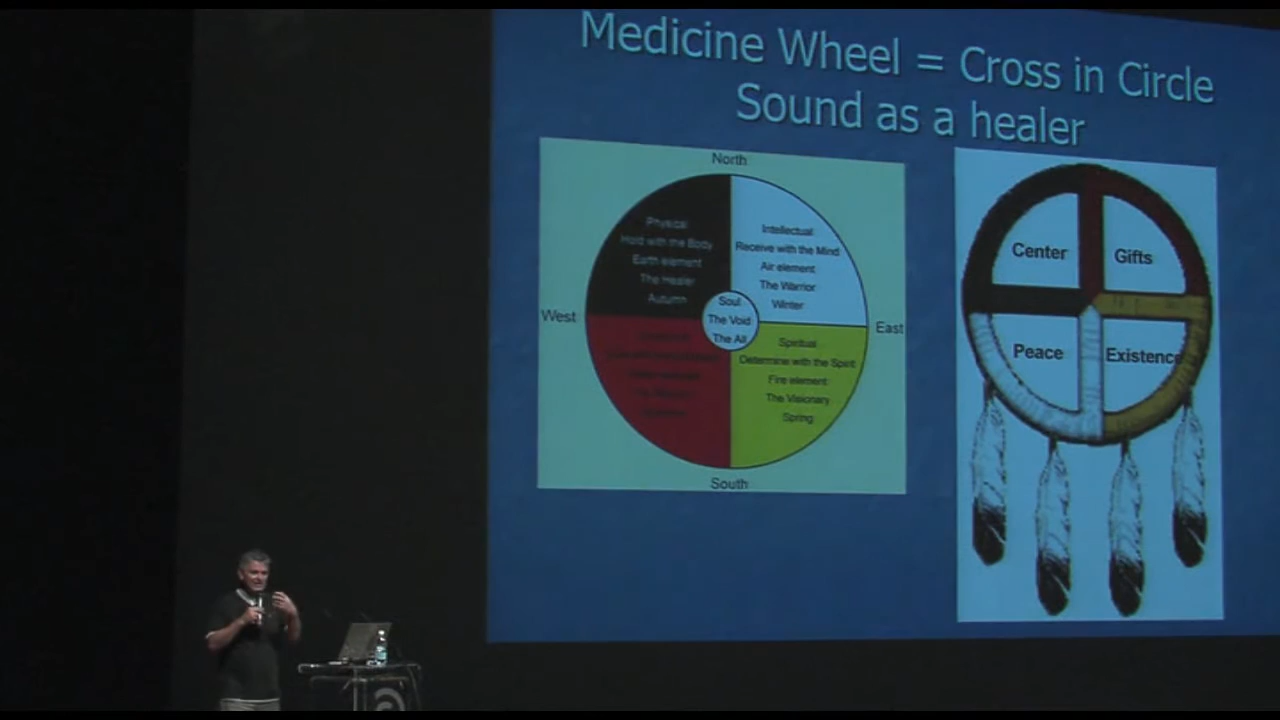 Medicine Wheel = Cross in Circle
Sound as a healer
North
Physical
Hold with the Body
Earth element
The Healer
Autumn
Intellectual
Receive with the Mind
Air element
The Warrior
Winter
West
Soul
The Void
The All
East
Spiritual
Determine with the Spirit
Fire element
The Visionary
Spring
South
Center
Gifts
Peace
Existence